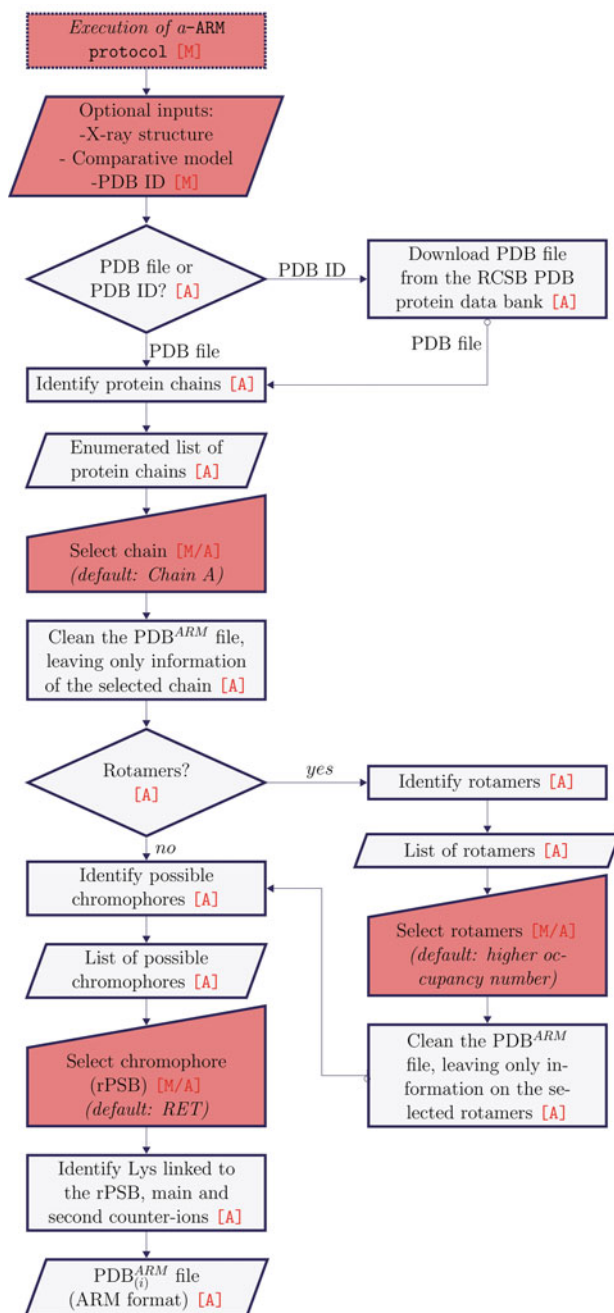 Execution of a-ARM
protocol [M]
Optional inputs:
-X-ray structure
- Comparative model
-PDB ID [M]
PDB file or
PDB ID? [A]
PDB ID
Download PDB file
from the RCSB PDB
protein data bank [A]
PDB file
PDB file
Identify protein chains [A]
Enumerated list of
protein chains [A]
Select chain [M/A]
(default: Chain A)
Clean the PDB^ARM file,
leaving only information
of the selected chain [A]
Rotamers?
[A]
yes
Identify rotamers [A]
List of rotamers [A]
Select rotamers [M/A]
(default: higher oc-
cupancy number)
Clean the PDB^ARM
file, leaving only in-
formation on the se-
lected rotamers [A]
no
Identify possible
chromophores [A]
List of possible
chromophores [A]
Select chromophore
(rPSB) [M/A]
(default: RET)
Identify Lys linked to
the rPSB, main and
second counter-ions [A]
PDB^ARM_(i) file
(ARM format) [A]